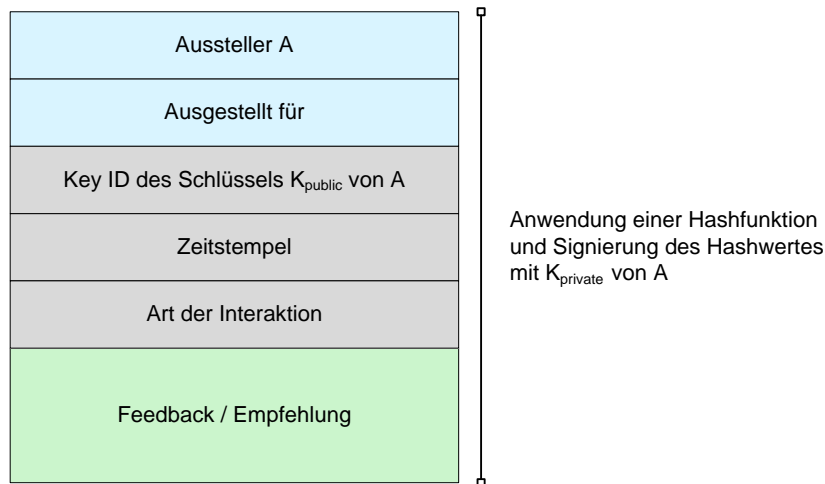 Aussteller A
Ausgestellt für
Key ID des Schlüssels Kpublic von A
Zeitstempel
Art der Interaktion
Feedback / Empfehlung
Anwendung einer Hashfunktion
und Signierung des Hashwertes
mit Kprivate von A